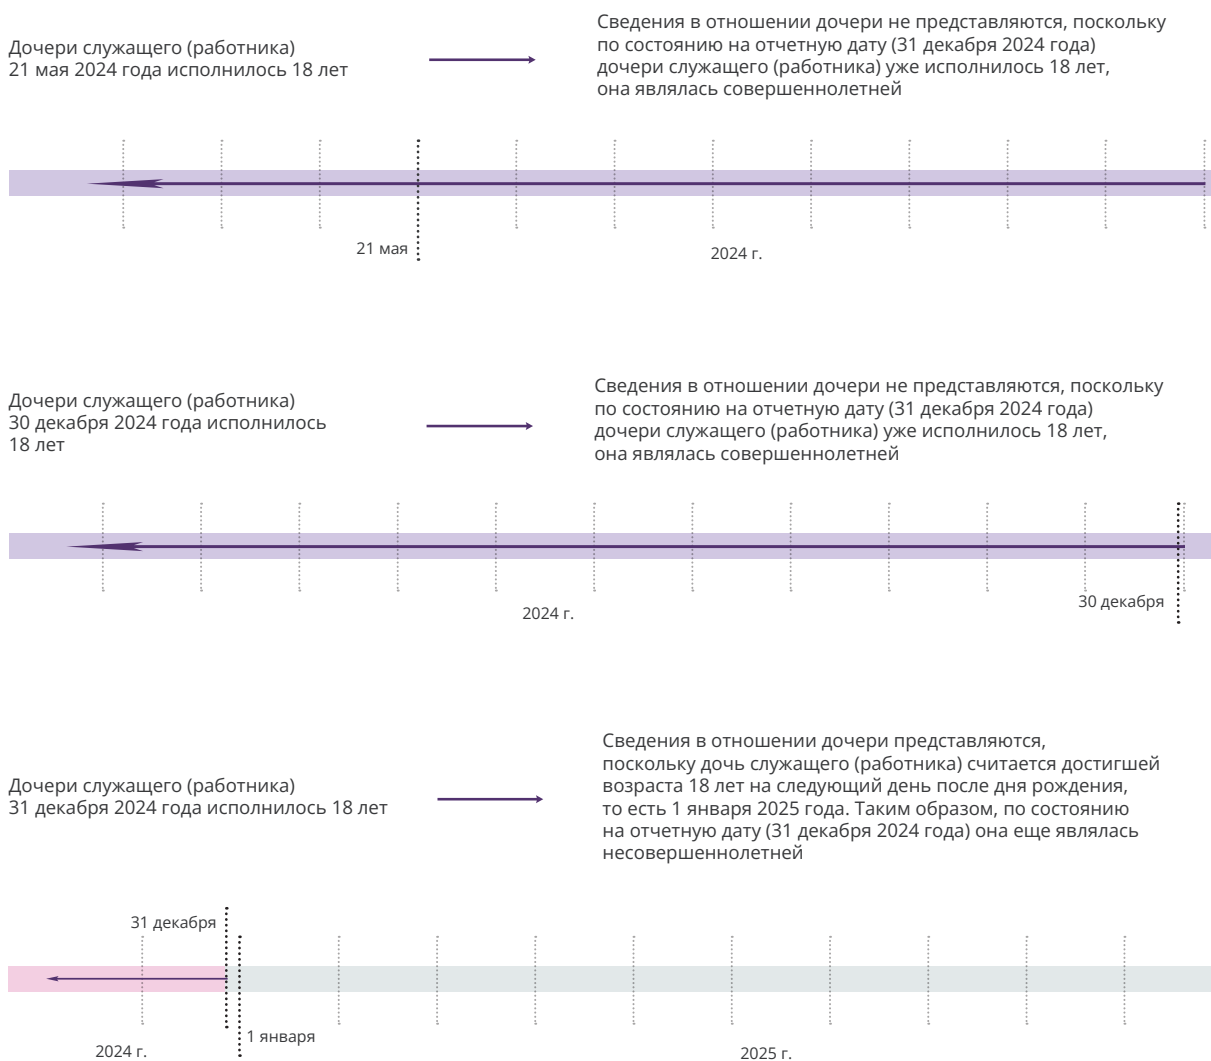 Дочери служащего (работника)
21 мая 2024 года исполнилось 18 лет
Сведения в отношении дочери не представляются, поскольку
по состоянию на отчетную дату (31 декабря 2024 года)
дочери служащего (работника) уже исполнилось 18 лет,
она являлась совершеннолетней
21 мая
2024 г.
Дочери служащего (работника)
30 декабря 2024 года исполнилось
18 лет
Сведения в отношении дочери не представляются, поскольку
по состоянию на отчетную дату (31 декабря 2024 года)
дочери служащего (работника) уже исполнилось 18 лет,
она являлась совершеннолетней
30 декабря
2024 г.
Дочери служащего (работника)
31 декабря 2024 года исполнилось 18 лет
Сведения в отношении дочери представляются,
поскольку дочь служащего (работника) считается достигшей
возраста 18 лет на следующий день после дня рождения,
то есть 1 января 2025 года. Таким образом, по состоянию
на отчетную дату (31 декабря 2024 года) она еще являлась
несовершеннолетней
31 декабря
1 января
2024 г.
2025 г.